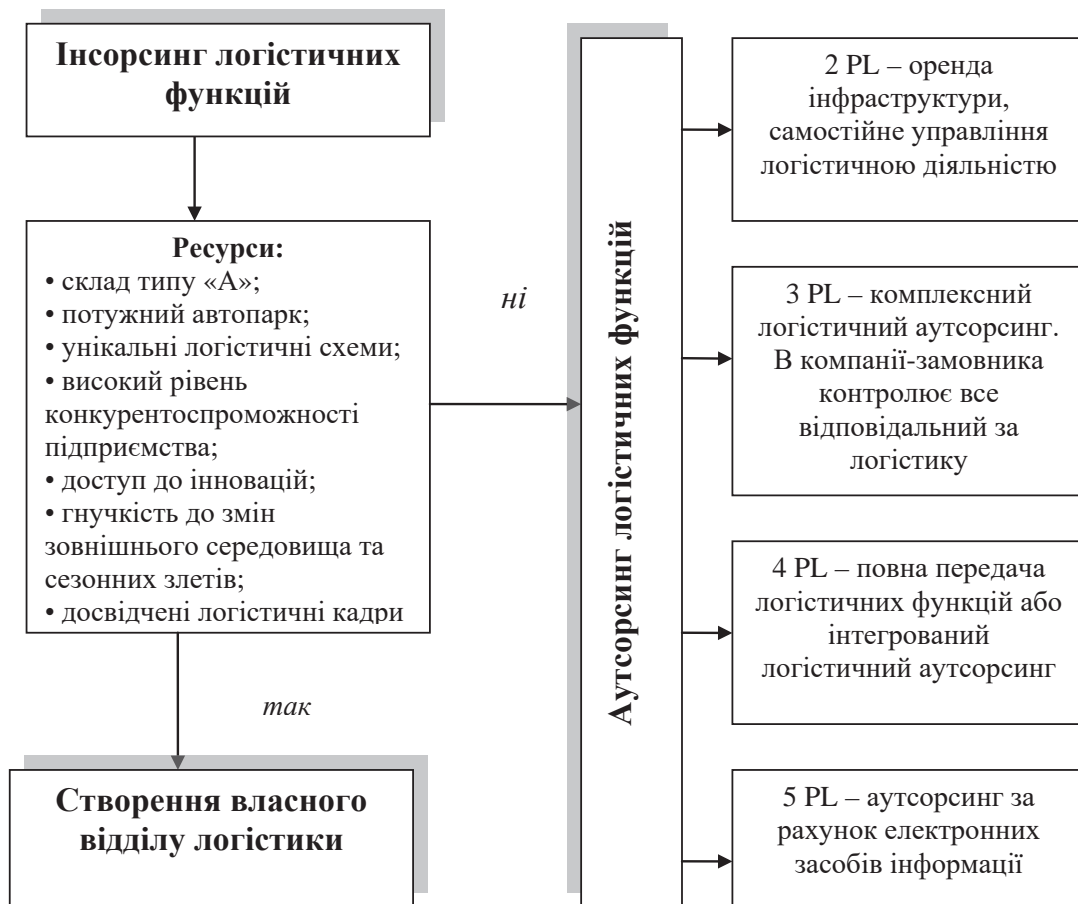 Інсорсинг логістичних
функцій
Ресурси:
• склад типу «А»;
• потужний автопарк;
• унікальні логістичні схеми;
• високий рівень
конкурентоспроможності
підприємства;
• доступ до інновацій;
• гнучкість до змін
зовнішнього середовища та
сезонних злетів;
• досвідчені логістичні кадри
ні
так
Створення власного
відділу логістики
Аутсорсинг логістичних функцій
2 PL – оренда
інфраструктури,
самостійне управління
логістичною діяльністю
3 PL – комплексний
логістичний аутсорсинг.
В компанії-замовника
контролює все
відповідальний за
логістику
4 PL – повна передача
логістичних функцій або
інтегрований
логістичний аутсорсинг
5 PL – аутсорсинг за
рахунок електронних
засобів інформації